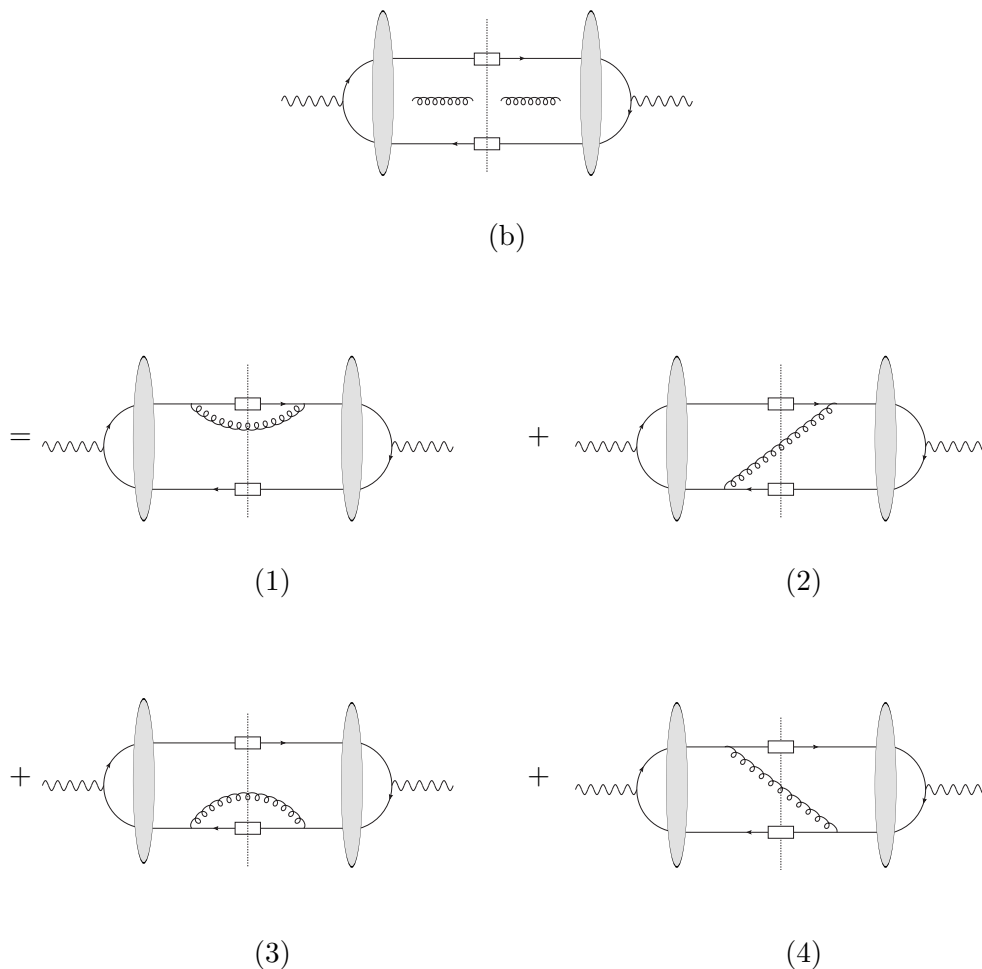 (b)
= +
(1) (2)
+ +
(3) (4)